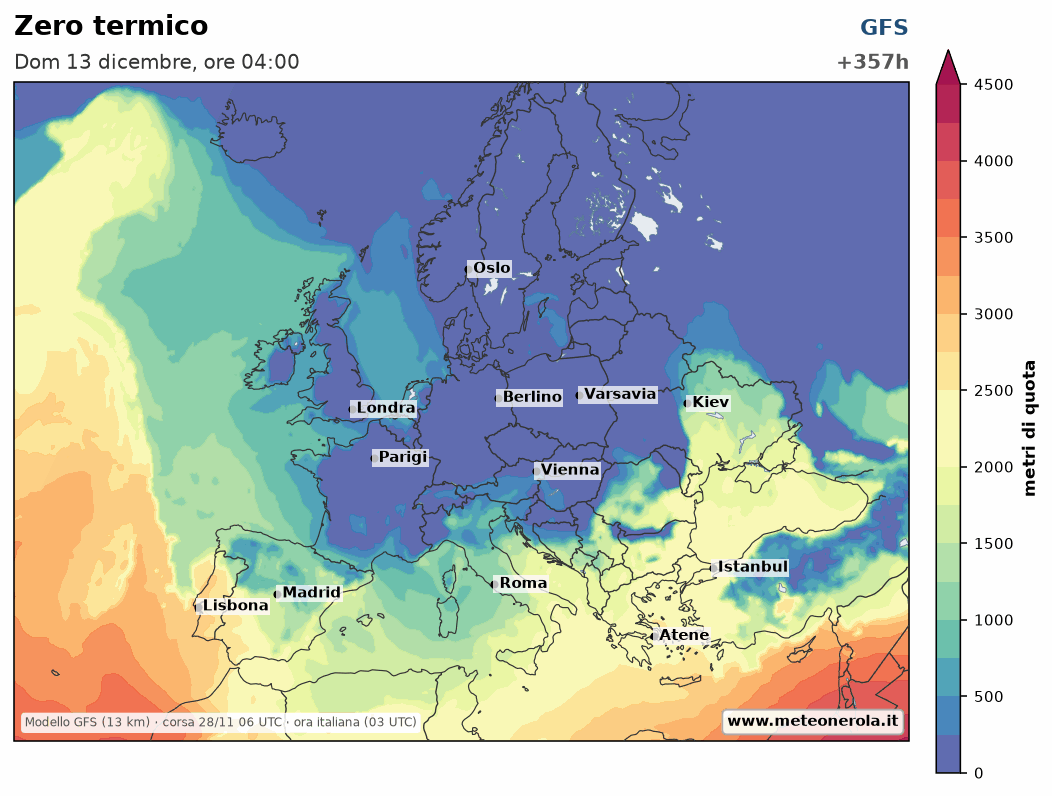 Zero termico
GFS
Dom 13 dicembre, ore 04:00
+357h
4500
4000
3500
3000
2500
2000
1500
1000
500
0
metri di quota
Oslo
Berlino
Varsavia
Kiev
Londra
Parigi
Vienna
Istanbul
Roma
Madrid
Lisbona
Atene
Modello GFS (13 km) · corsa 28/11 06 UTC · ora italiana (03 UTC)
www.meteonerola.it